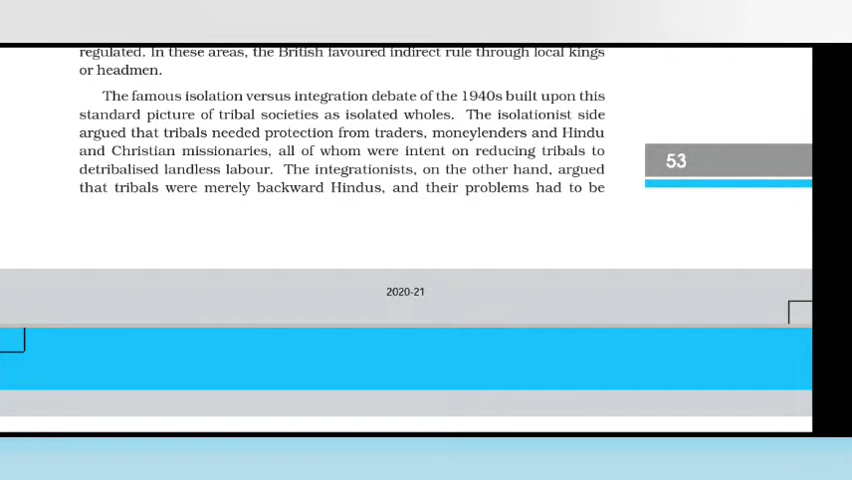 regulated. In these areas, the British favoured indirect rule through local kings
or headmen.
The famous isolation versus integration debate of the 1940s built upon this
standard picture of tribal societies as isolated wholes. The isolationist side
argued that tribals needed protection from traders, moneylenders and Hindu
and Christian missionaries, all of whom were intent on reducing tribals to
detribalised landless labour. The integrationists, on the other hand, argued
that tribals were merely backward Hindus, and their problems had to be
53
2020-21